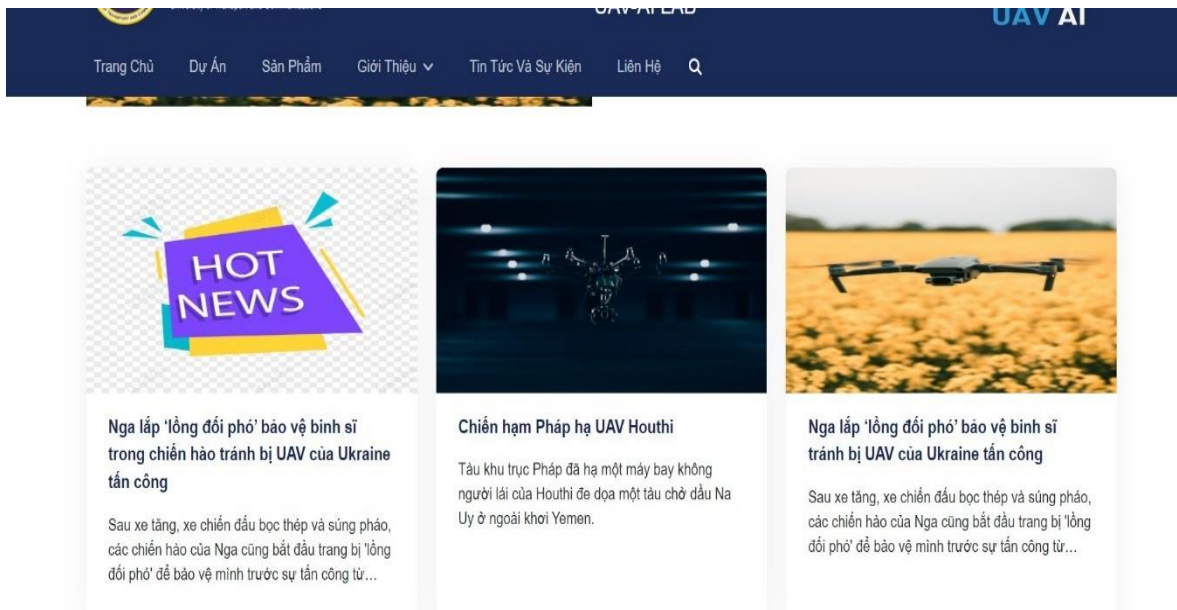 UAV-AI LAB
UAV AI
Trang Chủ Dự Án Sản Phẩm Giới Thiệu Tin Tức Và Sự Kiện Liên Hệ
HOT
NEWS
Nga lắp ‘lồng đối phó’ bảo vệ binh sĩ
trong chiến hào tránh bị UAV của Ukraine
tấn công
Sau xe tăng, xe chiến đấu bọc thép và súng pháo,
các chiến hào của Nga cũng bắt đầu trang bị 'lồng
đối phó' để bảo vệ mình trước sự tấn công từ…
Chiến hạm Pháp hạ UAV Houthi
Tàu khu trục Pháp đã hạ một máy bay không
người lái của Houthi đe dọa một tàu chở dầu Na
Uy ở ngoài khơi Yemen.
Nga lắp ‘lồng đối phó’ bảo vệ binh sĩ
tránh bị UAV của Ukraine tấn công
Sau xe tăng, xe chiến đấu bọc thép và súng pháo,
các chiến hào của Nga cũng bắt đầu trang bị 'lồng
đối phó' để bảo vệ mình trước sự tấn công từ…